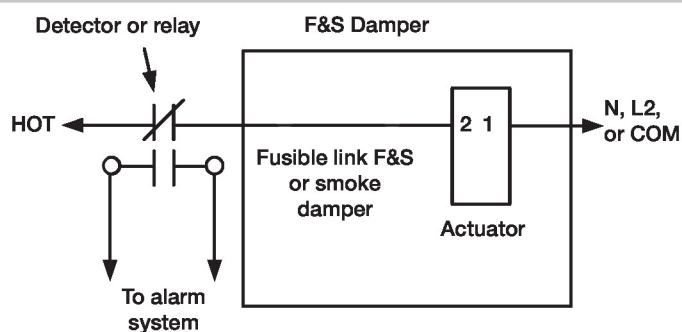 Detector or relay
F&S Damper
HOT
2 1
N, L2,
or COM
Fusible link F&S
or smoke
damper
Actuator
To alarm
system